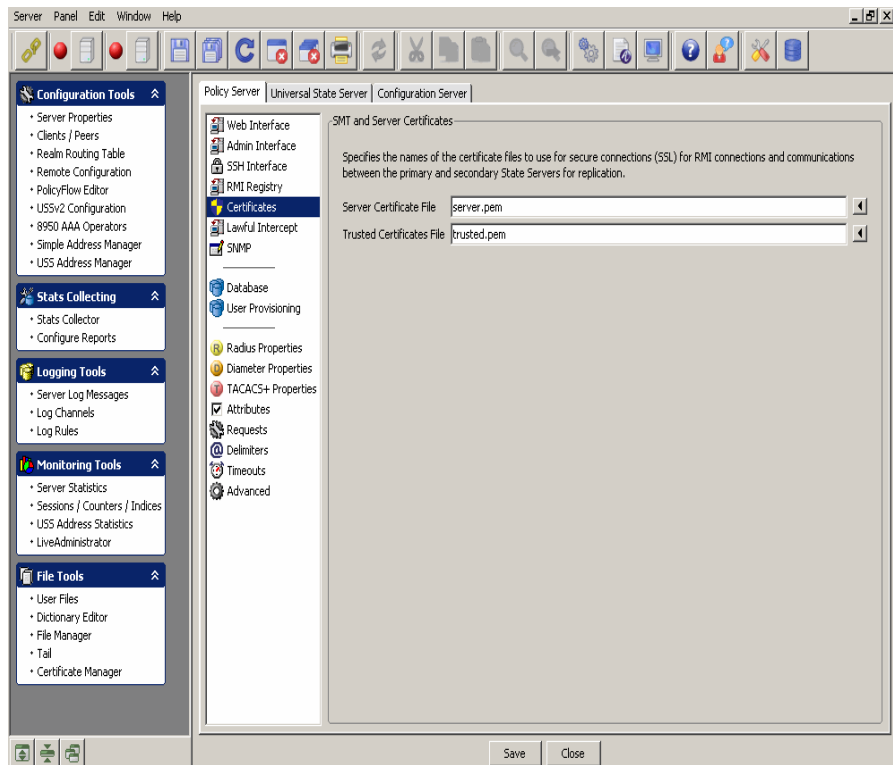 Server Panel Edit Window Help
Configuration Tools
Server Properties
Clients / Peers
Realm Routing Table
Remote Configuration
PolicyFlow Editor
USSv2 Configuration
8950 AAA Operators
Simple Address Manager
USS Address Manager
Stats Collecting
Stats Collector
Configure Reports
Logging Tools
Server Log Messages
Log Channels
Log Rules
Monitoring Tools
Server Statistics
Sessions / Counters / Indices
USS Address Statistics
LiveAdministrator
File Tools
User Files
Dictionary Editor
File Manager
Tail
Certificate Manager
Policy Server Universal State Server Configuration Server
Web Interface
Admin Interface
SSH Interface
RMI Registry
Certificates
Lawful Intercept
SNMP
Database
User Provisioning
R Radius Properties
D Diameter Properties
T TACACS+ Properties
Attributes
Requests
@ Delimiters
Timeouts
Advanced
SMT and Server Certificates
Specifies the names of the certificate files to use for secure connections (SSL) for RMI connections and communications
between the primary and secondary State Servers for replication.
Server Certificate File server.pem
Trusted Certificates File trusted.pem
Save Close